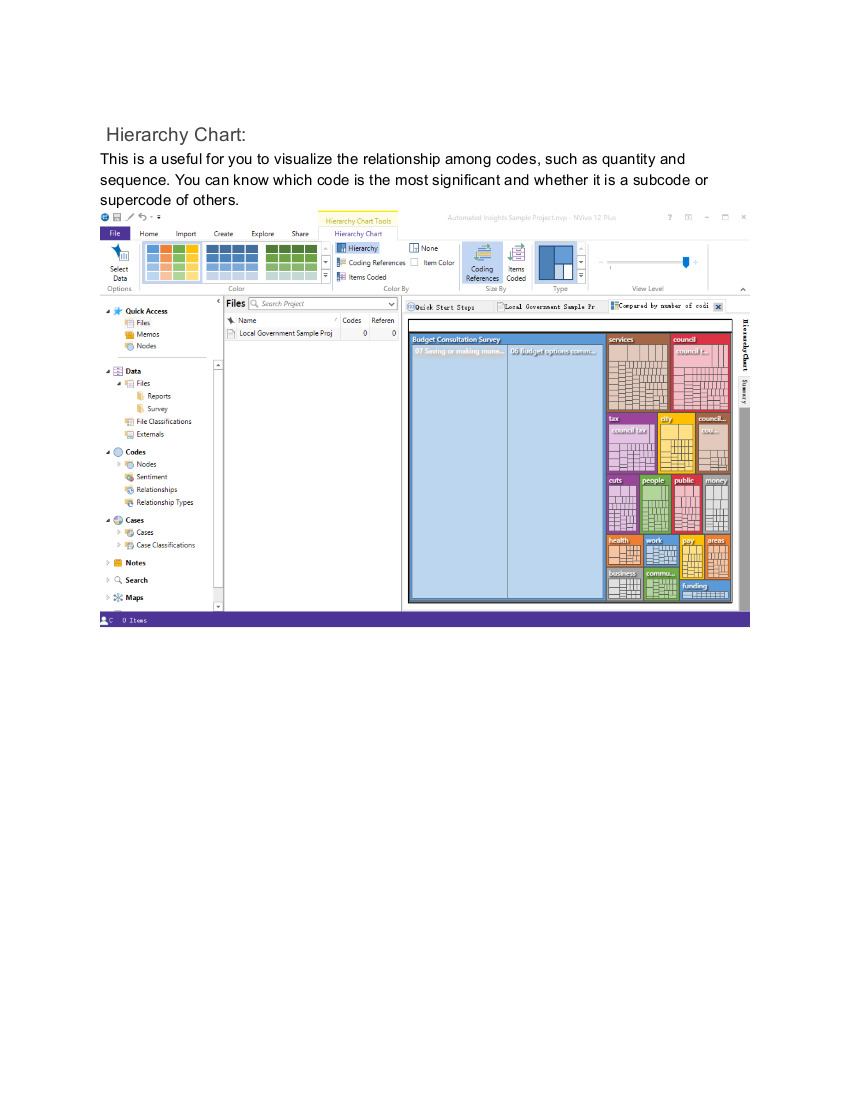 Hierarchy Chart:
This is a useful for you to visualize the relationship among codes, such as quantity and
sequence. You can know which code is the most significant and whether it is a subcode or
supercode of others.
Hierarchy Chart Tools
Automated Insights Sample Project.nvp - NVivo 12 Plus
File Home Import Create Explore Share Hierarchy Chart
Select Data
Options
Color
Hierarchy
Coding References
Items Coded
None
Item Color
Color By
Coding References
Items Coded
Size By
Type
View Level
Quick Access
Files
Memos
Nodes
Data
Files
Reports
Survey
File Classifications
Externals
Codes
Nodes
Sentiment
Relationships
Relationship Types
Cases
Cases
Case Classifications
Notes
Search
Maps
Files Search Project
Name Codes Referen
Local Government Sample Proj 0 0
Quick Start Steps
Local Government Sample Pr
Compared by number of codi
Budget Consultation Survey
07 Saving or making mone...
06 Budget options comm...
services
council
council t...
tax
council tax
city
council...
cou...
cuts
people
public
money
health
work
pay
areas
business
commu...
funding
Hierarchy Chart
Summary
C 0 Items